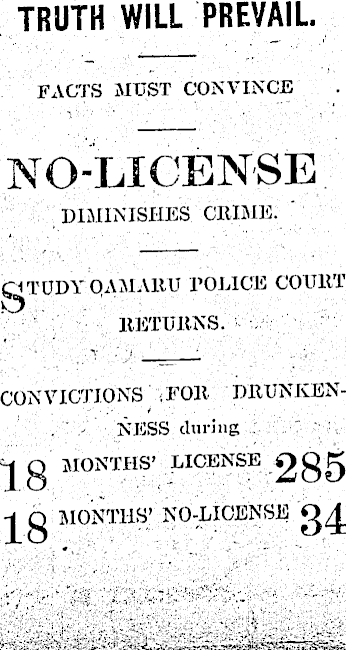 TRUTH WILL PREVAIL.
FACTS MUST CONVINCE
NO-LICENSE
DIMINISHES CRIME.
STUDY OAMARU POLICE COURT
RETURNS.
CONVICTIONS FOR DRUNKEN-
NESS during
18 MONTHS' LICENSE 285
18 MONTHS' NO-LICENSE 34